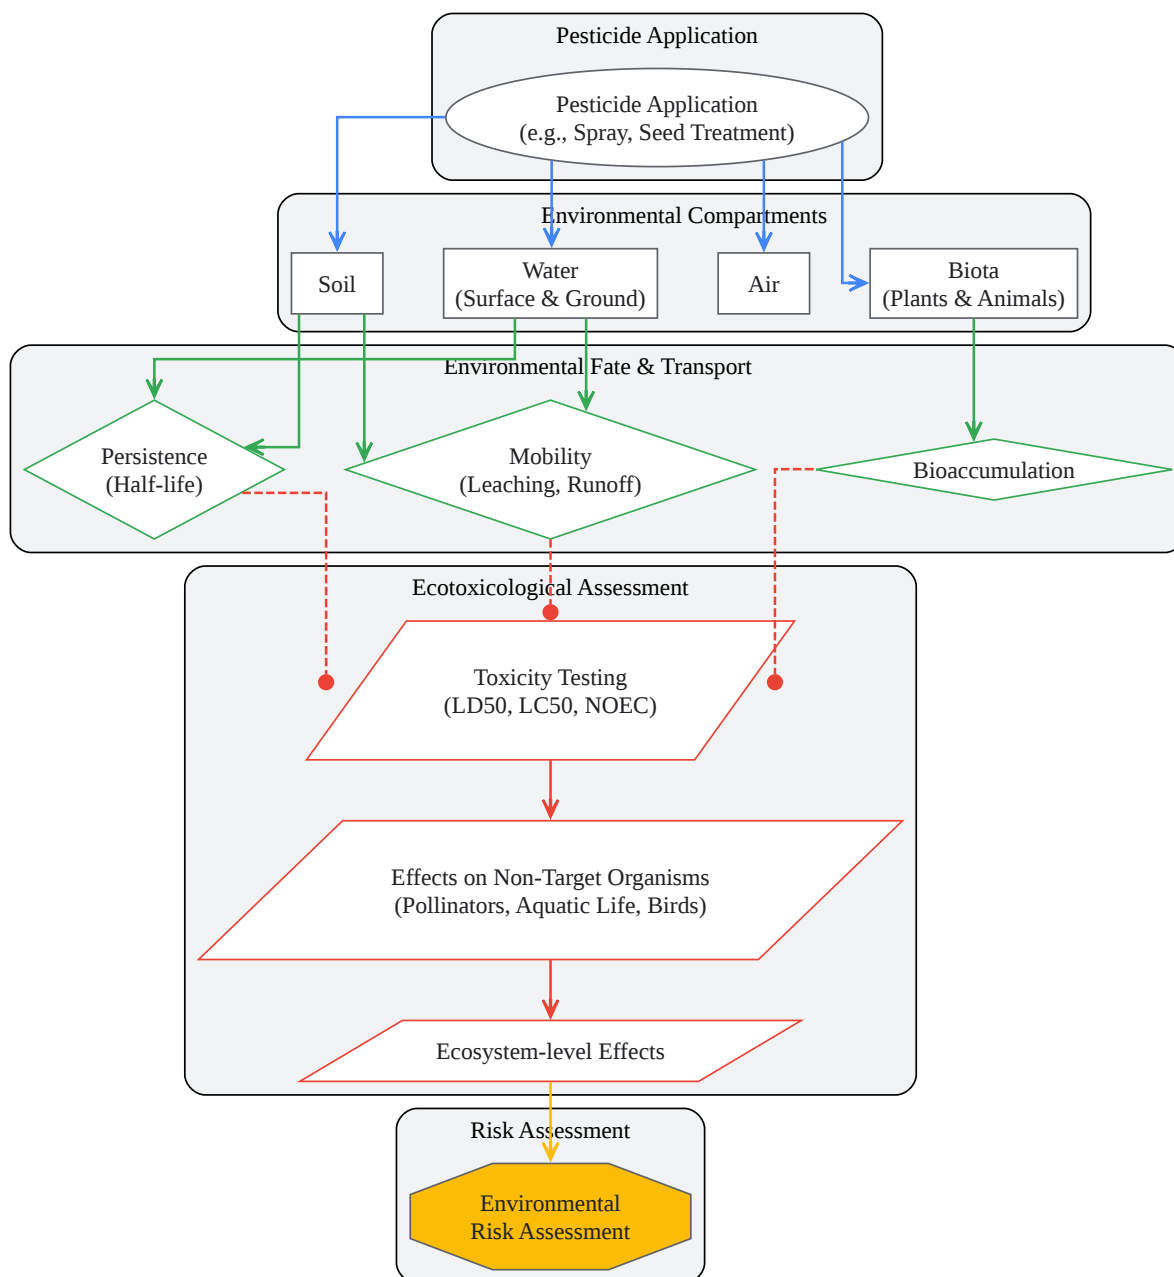 Pesticide Application
Pesticide Application
(e.g., Spray, Seed Treatment)
Environmental Compartments
Soil
Water
(Surface & Ground)
Air
Biota
(Plants & Animals)
Environmental Fate & Transport
Persistence
(Half-life)
Mobility
(Leaching, Runoff)
Bioaccumulation
Ecotoxicological Assessment
Toxicity Testing
(LD50, LC50, NOEC)
Effects on Non-Target Organisms
(Pollinators, Aquatic Life, Birds)
Ecosystem-level Effects
Risk Assessment
Environmental
Risk Assessment